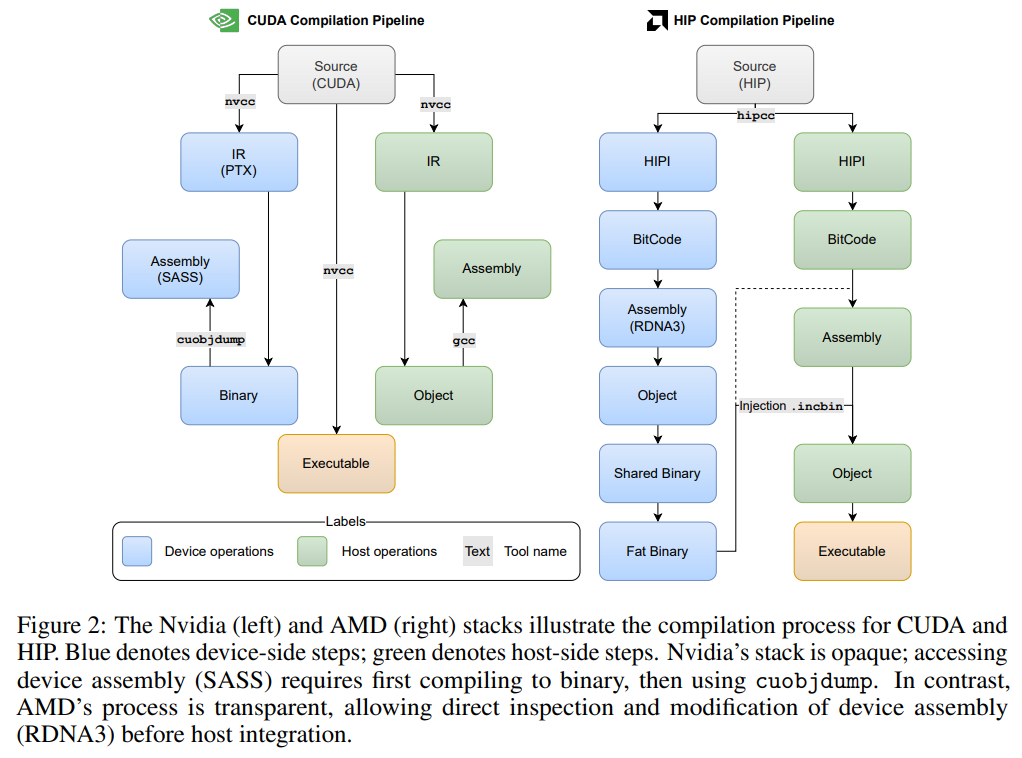 CUDA Compilation Pipeline
Source
(CUDA)
nvcc
nvcc
IR
(PTX)
IR
Assembly
(SASS)
nvcc
Assembly
cuobjdump
gcc
Binary
Object
Executable
Labels
Device operations
Host operations
Text
Tool name
HIP Compilation Pipeline
Source
(HIP)
hipcc
HIPI
HIPI
BitCode
BitCode
Assembly
(RDNA3)
Assembly
Object
Injection .incbin
Shared Binary
Object
Fat Binary
Executable
Figure 2: The Nvidia (left) and AMD (right) stacks illustrate the compilation process for CUDA and
HIP. Blue denotes device-side steps; green denotes host-side steps. Nvidia's stack is opaque; accessing
device assembly (SASS) requires first compiling to binary, then using cuobjdump. In contrast,
AMD's process is transparent, allowing direct inspection and modification of device assembly
(RDNA3) before host integration.